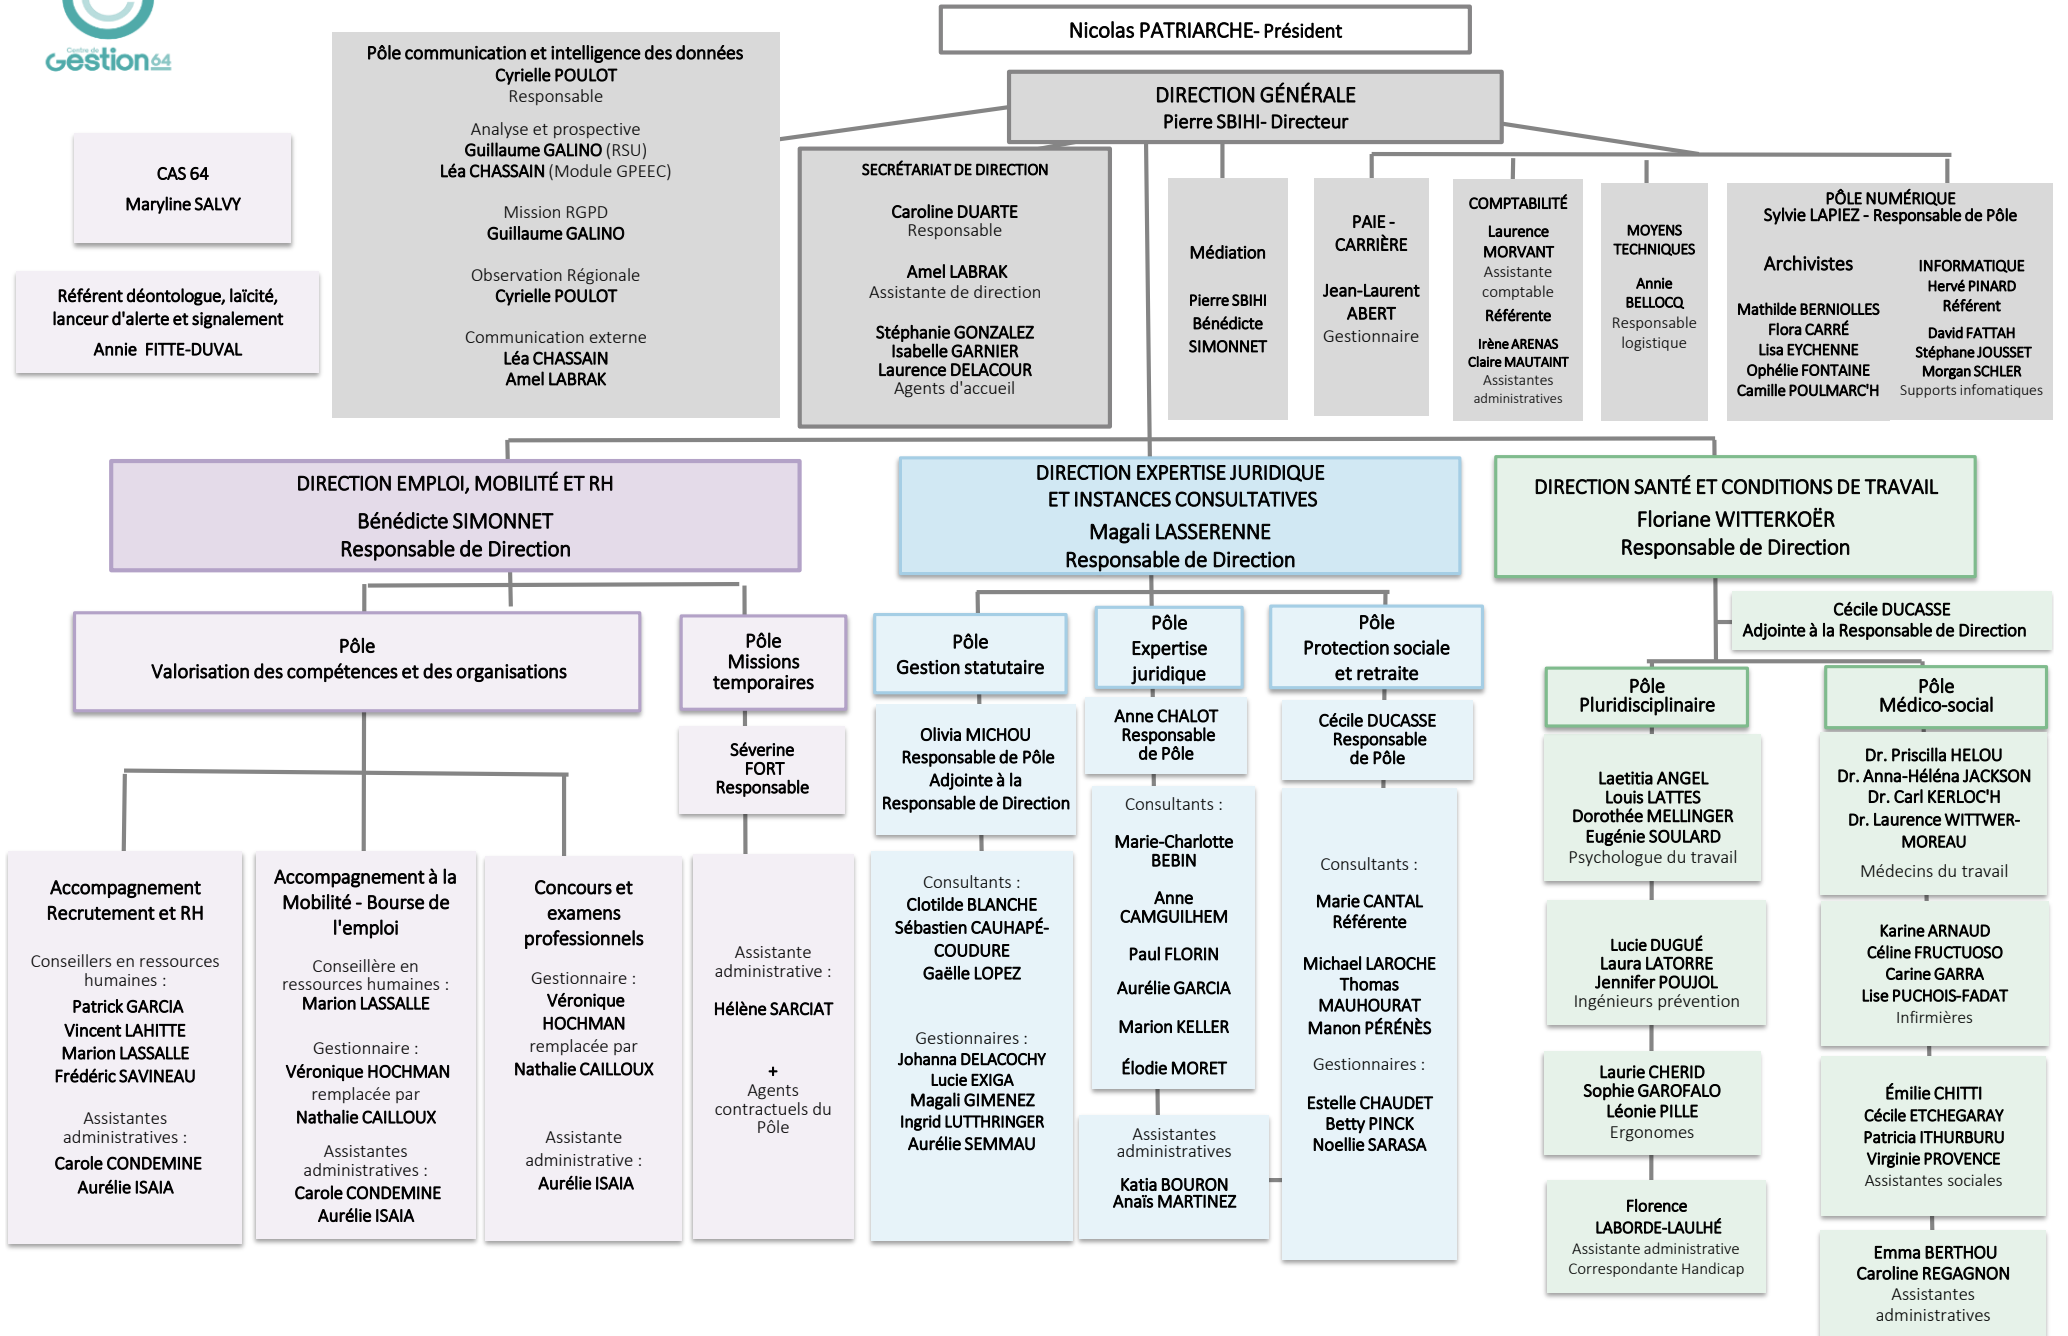 Centre de
Gestion 64
Nicolas PATRIARCHE- Président
DIRECTION GÉNÉRALE
Pierre SBIHI- Directeur
Pôle communication et intelligence des données
Cyrielle POULOT
Responsable
Analyse et prospective
Guillaume GALINO (RSU)
Léa CHASSAIN (Module GPEEC)
Mission RGPD
Guillaume GALINO
Observation Régionale
Cyrielle POULOT
Communication externe
Léa CHASSAIN
Amel LABRAK
CAS 64
Maryline SALVY
Référent déontologue, laïcité,
lanceur d'alerte et signalement
Annie FITTE-DUVAL
SECRÉTARIAT DE DIRECTION
Caroline DUARTE
Responsable
Amel LABRAK
Assistante de direction
Stéphanie GONZALEZ
Isabelle GARNIER
Laurence DELACOUR
Agents d'accueil
Médiation
Pierre SBIHI
Bénédicte
SIMONNET
PAIE -
CARRIÈRE
Jean-Laurent
ABERT
Gestionnaire
COMPTABILITÉ
Laurence
MORVANT
Assistante
comptable
Référente
Irène ARENAS
Claire MAUTAINT
Assistantes
administratives
MOYENS
TECHNIQUES
Annie
BELLOCQ
Responsable
logistique
PÔLE NUMÉRIQUE
Sylvie LAPIEZ - Responsable de Pôle
Archivistes
Mathilde BERNIOLLES
Flora CARRÉ
Lisa EYCHENNE
Ophélie FONTAINE
Camille POULMARC'H
INFORMATIQUE
Hervé PINARD
Référent
David FATTAH
Stéphane JOUSSET
Morgan SCHLER
Supports infomatiques
DIRECTION EMPLOI, MOBILITÉ ET RH
Bénédicte SIMONNET
Responsable de Direction
Pôle
Valorisation des compétences et des organisations
Pôle
Missions
temporaires
Séverine
FORT
Responsable
Accompagnement
Recrutement et RH
Conseillers en ressources
humaines :
Patrick GARCIA
Vincent LAHITTE
Marion LASSALLE
Frédéric SAVINEAU
Assistantes
administratives :
Carole CONDEMINE
Aurélie ISAIA
Accompagnement à la
Mobilité - Bourse de
l'emploi
Conseillère en
ressources humaines :
Marion LASSALLE
Gestionnaire :
Véronique HOCHMAN
remplacée par
Nathalie CAILLOUX
Assistantes
administratives :
Carole CONDEMINE
Aurélie ISAIA
Concours et
examens
professionnels
Gestionnaire :
Véronique
HOCHMAN
remplacée par
Nathalie CAILLOUX
Assistante
administrative :
Aurélie ISAIA
Assistante
administrative :
Hélène SARCIAT
+
Agents
contractuels du
Pôle
DIRECTION EXPERTISE JURIDIQUE
ET INSTANCES CONSULTATIVES
Magali LASSERENNE
Responsable de Direction
Pôle
Gestion statutaire
Olivia MICHOU
Responsable de Pôle
Adjointe à la
Responsable de Direction
Consultants :
Clotilde BLANCHE
Sébastien CAUHAPÉ-
COUDURE
Gaëlle LOPEZ
Gestionnaires :
Johanna DELACOCHY
Lucie EXIGA
Magali GIMENEZ
Ingrid LUTTHRINGER
Aurélie SEMMAU
Pôle
Expertise
juridique
Anne CHALOT
Responsable
de Pôle
Consultants :
Marie-Charlotte
BEBIN
Anne
CAMGUILHEM
Paul FLORIN
Aurélie GARCIA
Marion KELLER
Élodie MORET
Assistantes
administratives
Katia BOURON
Anaïs MARTINEZ
Pôle
Protection sociale
et retraite
Cécile DUCASSE
Responsable
de Pôle
Consultants :
Marie CANTAL
Référente
Michael LAROCHE
Thomas
MAUHOURAT
Manon PÉRÉNÈS
Gestionnaires :
Estelle CHAUDET
Betty PINCK
Noellie SARASA
DIRECTION SANTÉ ET CONDITIONS DE TRAVAIL
Floriane WITTERKOËR
Responsable de Direction
Cécile DUCASSE
Adjointe à la Responsable de Direction
Pôle
Pluridisciplinaire
Laetitia ANGEL
Louis LATTES
Dorothée MELLINGER
Eugénie SOULARD
Psychologue du travail
Lucie DUGUÉ
Laura LATORRE
Jennifer POUJOL
Ingénieurs prévention
Laurie CHERID
Sophie GAROFALO
Léonie PILLE
Ergonomes
Florence
LABORDE-LAULHÉ
Assistante administrative
Correspondante Handicap
Pôle
Médico-social
Dr. Priscilla HELOU
Dr. Anna-Héléna JACKSON
Dr. Carl KERLOC'H
Dr. Laurence WITTWER-
MOREAU
Médecins du travail
Karine ARNAUD
Céline FRUCTUOSO
Carine GARRA
Lise PUCHOIS-FADAT
Infirmières
Émilie CHITTI
Cécile ETCHEGARAY
Patricia ITHURBURU
Virginie PROVENCE
Assistantes sociales
Emma BERTHOU
Caroline REGAGNON
Assistantes
administratives